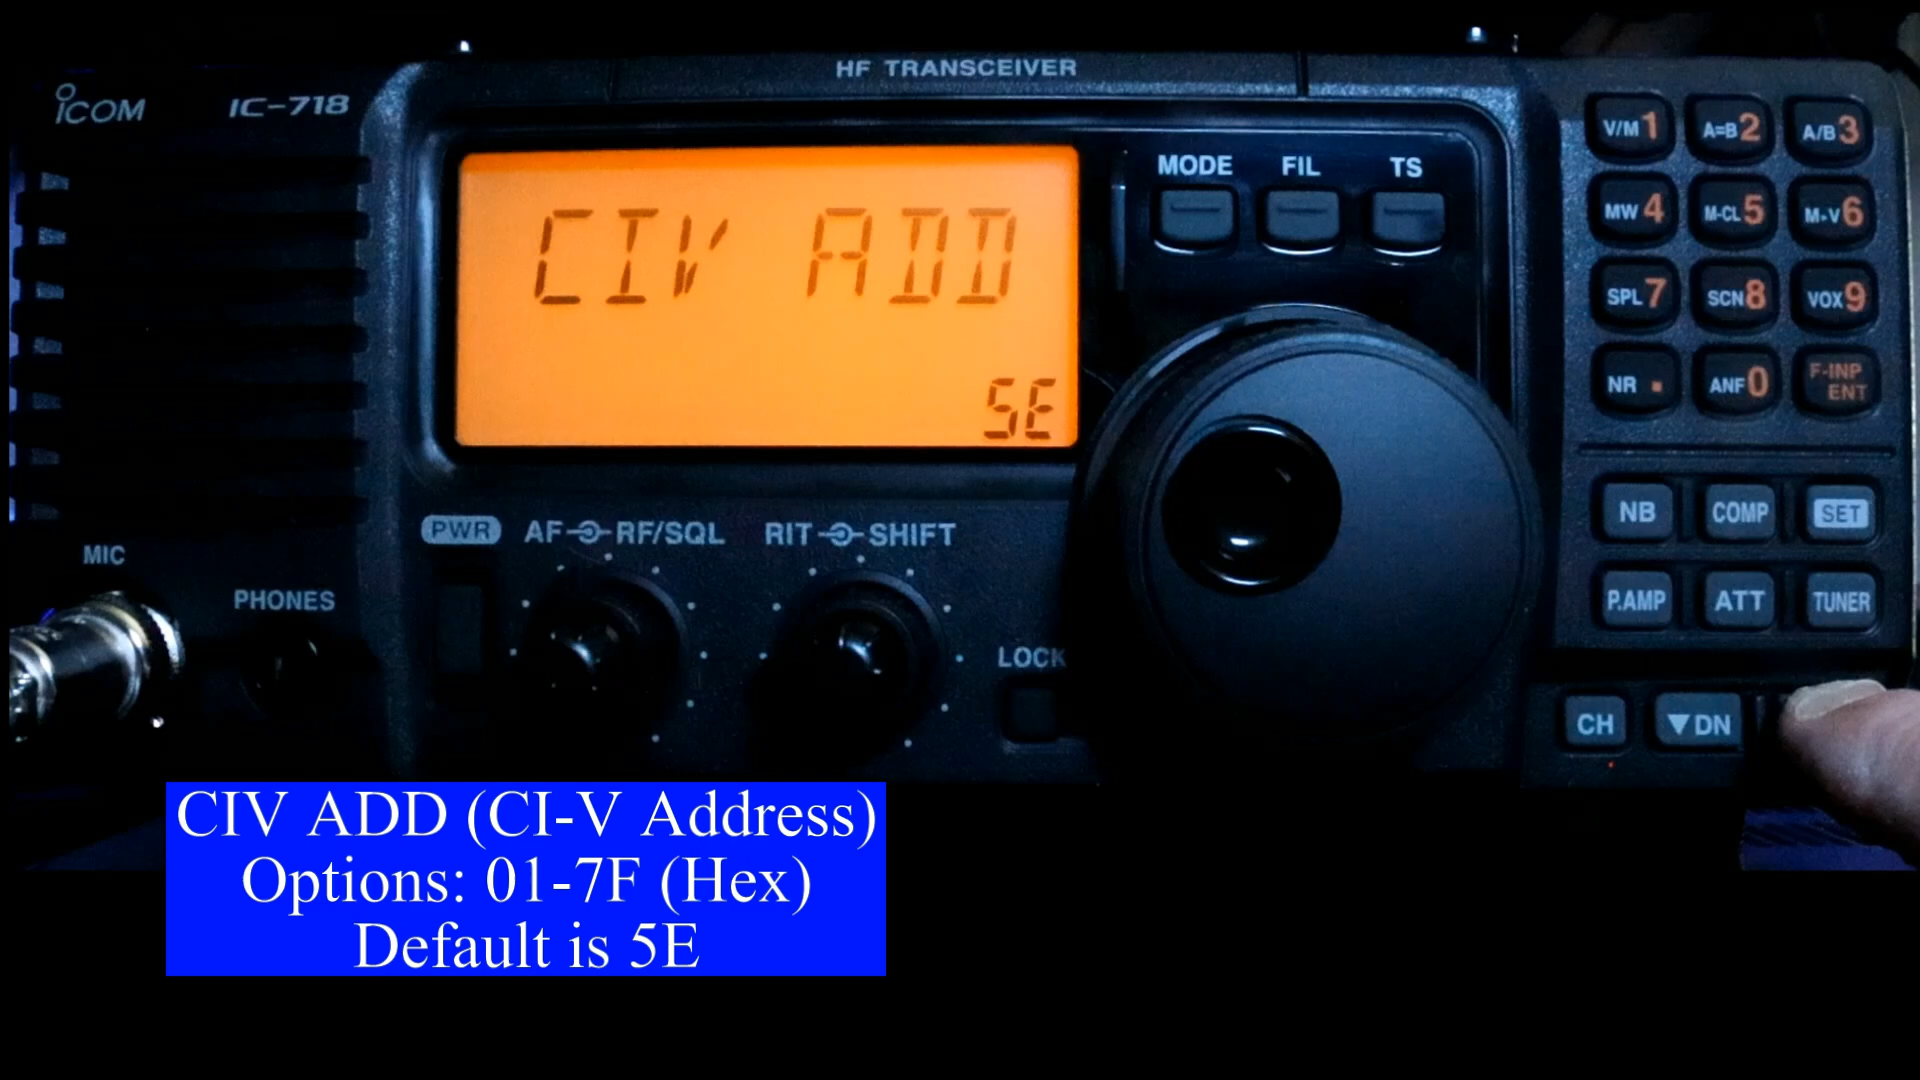 HF TRANSCEIVER
ICOM IC-718
CIV ADD
5E
MODE FIL TS
V/M 1 A=B 2 A/B 3
MW 4 M-CL 5 M▸V 6
SPL 7 SCN 8 VOX 9
NR . ANF 0 F-INP ENT
NB COMP SET
P.AMP ATT TUNER
CH ▼DN
PWR AF RF/SQL RIT SHIFT
MIC
PHONES
LOCK
CIV ADD (CI-V Address)
Options: 01-7F (Hex)
Default is 5E